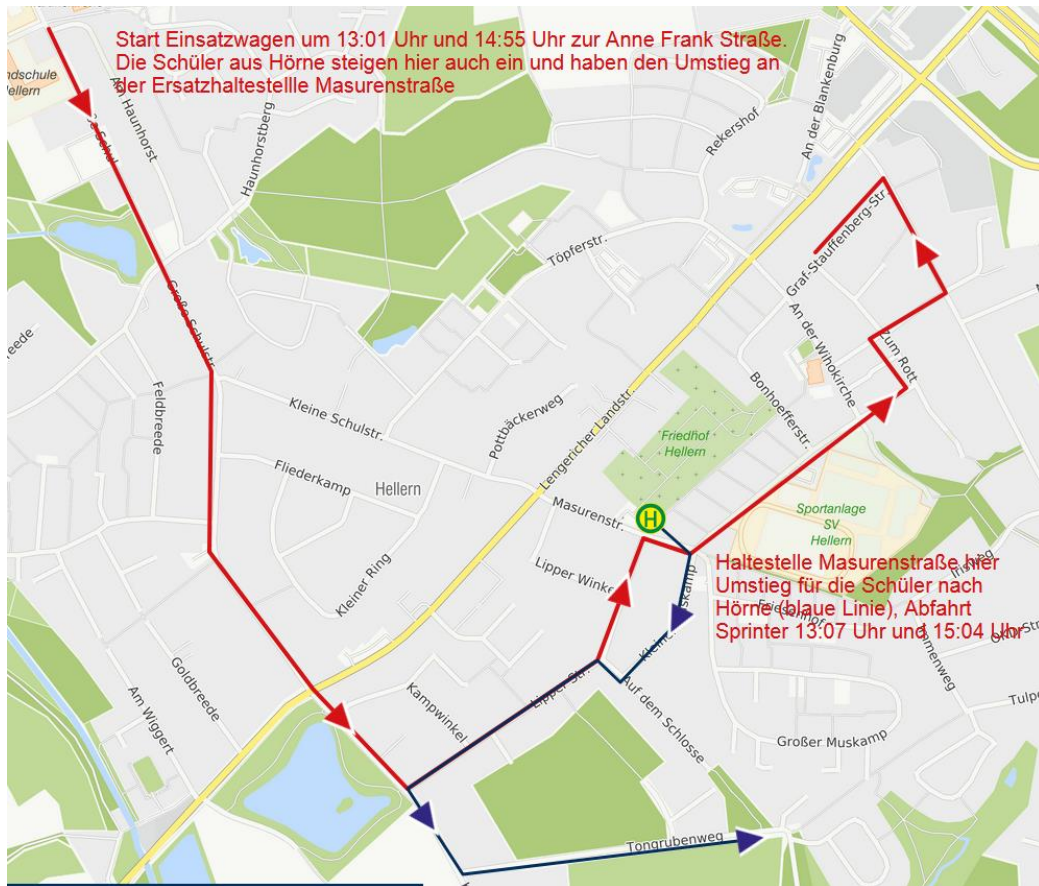 Start Einsatzwagen um 13:01 Uhr und 14:55 Uhr zur Anne Frank Straße.
Die Schüler aus Hörne steigen hier auch ein und haben den Umstieg an
der Ersatzhaltestellle Masurenstraße
Hellern
Am Haunhorst
Haunhorstberg
Rekershof
An der Blankenburg
Töpferstr.
Große Schulstr.
Graf-Stauffenberg-Str.
An der Wihokirche
Zum Rott
Feldbreede
Kleine Schulstr.
Pottbäckerweg
Lengericher Landstr.
Bonhoefferstr.
Friedhof
Hellern
Fliederkamp
Hellern
Masurenstr.
H
Sportanlage
SV
Hellern
Kleiner Ring
Lipper Winkel
Haltestelle Masurenstraße hier
Umstieg für die Schüler nach
Hörne (blaue Linie), Abfahrt
Sprinter 13:07 Uhr und 15:04 Uhr
Irisweg
Friesenhof
Goldbreede
Am Wiggert
Kampwinkel
Lipper Str.
Auf dem Schlosse
Großer Muskamp
Tongrubenweg